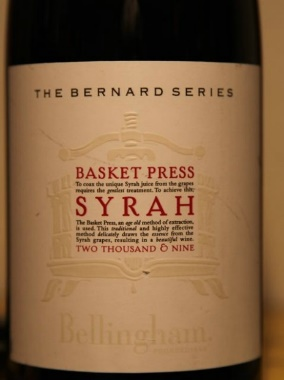 THE BERNARD SERIES
BASKET PRESS
To coax the unique Syrah juice from the grapes
requires the gentlest treatment. To achieve this:
SYRAH
The Basket Press, an age old method of extraction,
is used. This traditional and highly effective
method delicately draws the essence from the
Syrah grapes, resulting in a beautiful wine.
TWO THOUSAND & NINE
Bellingham.